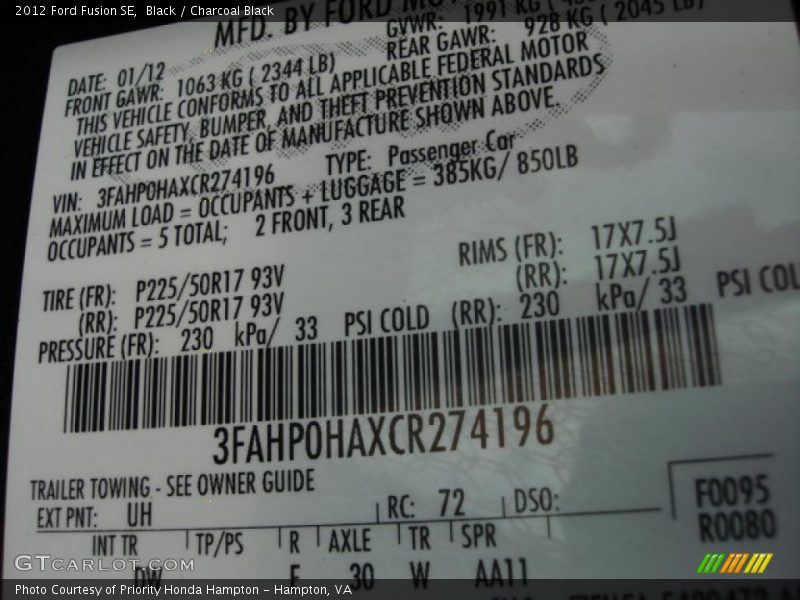 2012 Ford Fusion SE, Black / Charcoal Black
MFD. BY FORD
GVWR: 1991 KG
DATE: 01/12 REAR GAWR: 928 KG ( 2045 LB)
FRONT GAWR: 1063 KG ( 2344 LB)
THIS VEHICLE CONFORMS TO ALL APPLICABLE FEDERAL MOTOR
VEHICLE SAFETY, BUMPER, AND THEFT PREVENTION STANDARDS
IN EFFECT ON THE DATE OF MANUFACTURE SHOWN ABOVE.
VIN: 3FAHP0HAXCR274196 TYPE: Passenger Car
MAXIMUM LOAD = OCCUPANTS + LUGGAGE = 385KG/ 850LB
OCCUPANTS = 5 TOTAL; 2 FRONT, 3 REAR
TIRE (FR): P225/50R17 93V RIMS (FR): 17X7.5J
(RR): P225/50R17 93V (RR): 17X7.5J
PRESSURE (FR): 230 kPa/ 33 PSI COLD (RR): 230 kPa/ 33 PSI COL
3FAHP0HAXCR274196
TRAILER TOWING - SEE OWNER GUIDE
EXT PNT: UH RC: 72 DSO: F0095
R0080
INT TR TP/PS R AXLE TR SPR
DW F 30 W AA11
GTCARLOT.COM
Photo Courtesy of Priority Honda Hampton - Hampton, VA